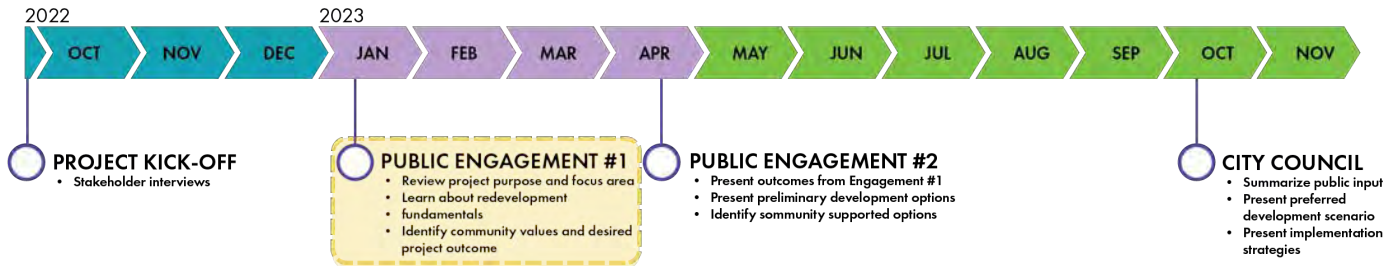 2022
2023
OCT
NOV
DEC
JAN
FEB
MAR
APR
MAY
JUN
JUL
AUG
SEP
OCT
NOV
PROJECT KICK-OFF
• Stakeholder interviews
PUBLIC ENGAGEMENT #1
• Review project purpose and focus area
• Learn about redevelopment
• fundamentals
• Identify community values and desired
project outcome
PUBLIC ENGAGEMENT #2
• Present outcomes from Engagement #1
• Present preliminary development options
• Identify sommunity supported options
CITY COUNCIL
• Summarize public input
• Present preferred
development scenario
• Present implementation
strategies